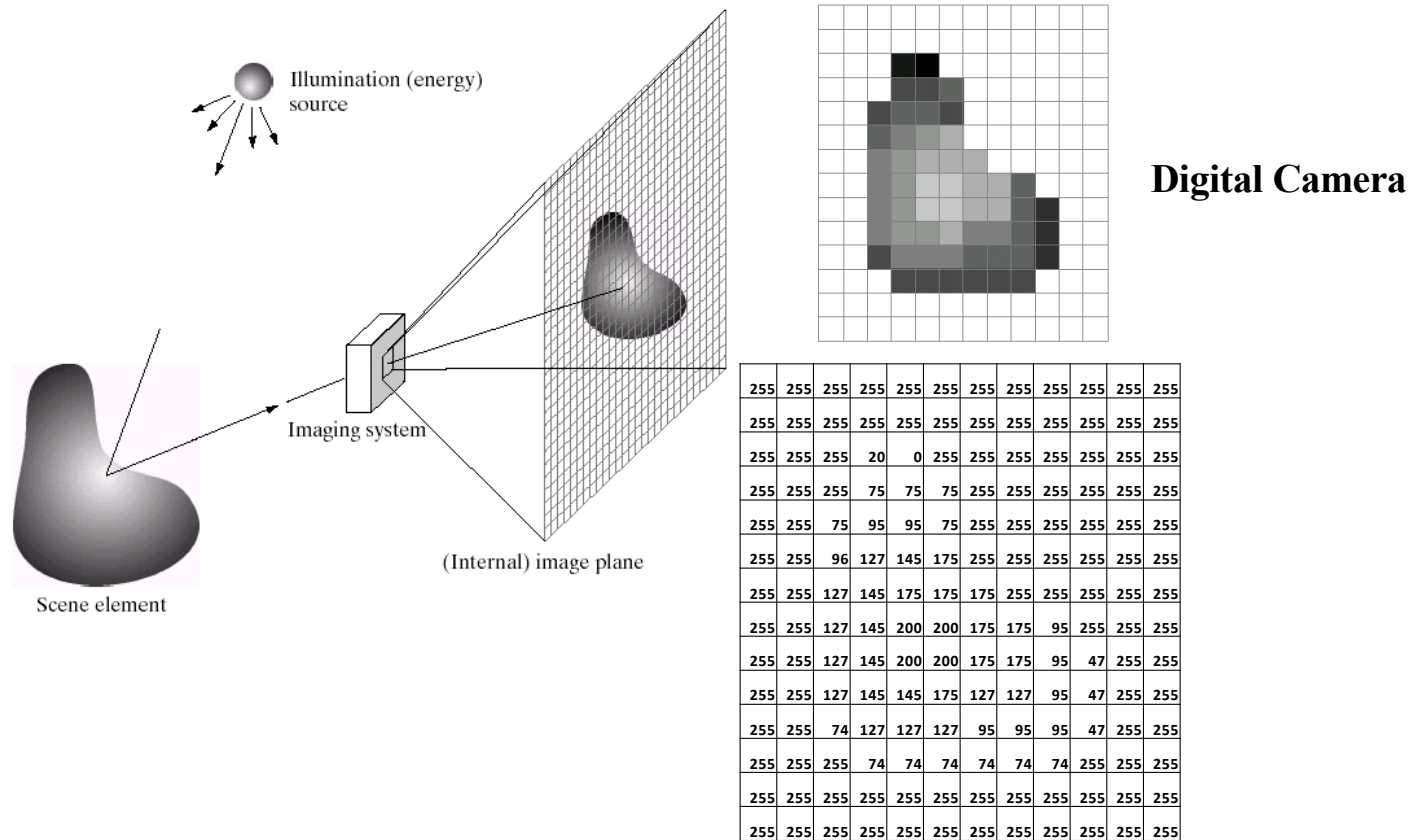 Illumination (energy)
source
Digital Camera
Imaging system
(Internal) image plane
Scene element
255 255 255 255 255 255 255 255 255 255 255 255
255 255 255 255 255 255 255 255 255 255 255 255
255 255 255 20 0 255 255 255 255 255 255 255
255 255 255 75 75 75 255 255 255 255 255 255
255 255 75 95 95 75 255 255 255 255 255 255
255 255 96 127 145 175 255 255 255 255 255 255
255 255 127 145 175 175 175 255 255 255 255 255
255 255 127 145 200 200 175 175 95 255 255 255
255 255 127 145 200 200 175 175 95 47 255 255
255 255 127 145 145 175 127 127 95 47 255 255
255 255 74 127 127 127 95 95 95 47 255 255
255 255 255 74 74 74 74 74 74 255 255 255
255 255 255 255 255 255 255 255 255 255 255 255
255 255 255 255 255 255 255 255 255 255 255 255